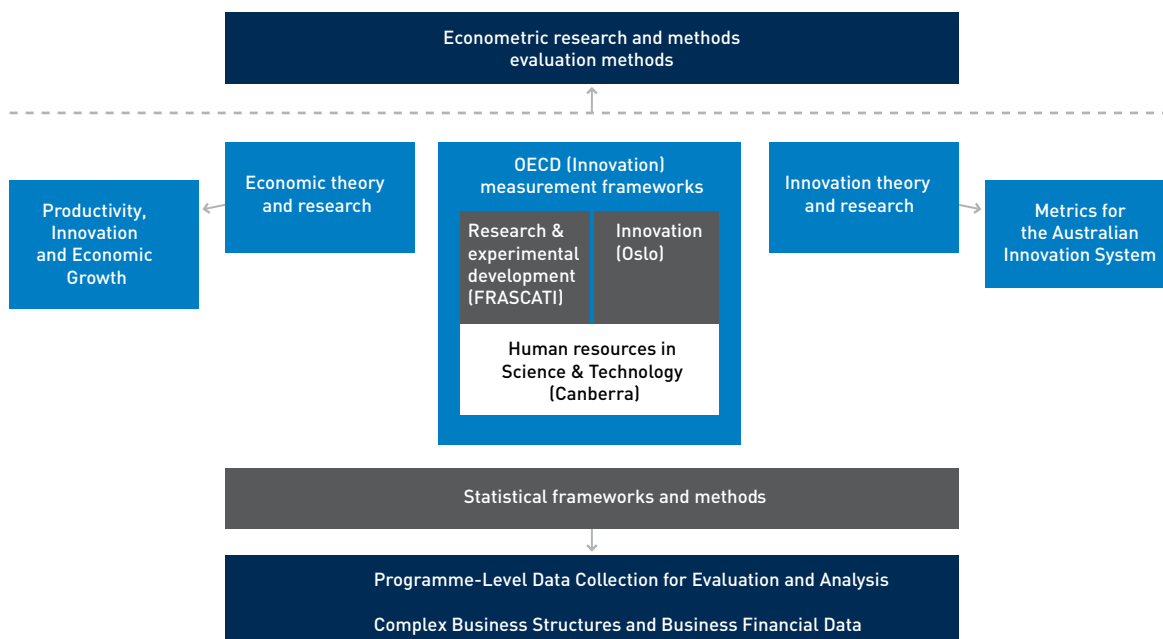 Econometric research and methods
evaluation methods
Productivity,
Innovation
and Economic
Growth
Economic theory
and research
OECD (Innovation)
measurement frameworks
Research &
experimental
development
(FRASCATI)
Innovation
(Oslo)
Human resources in
Science & Technology
(Canberra)
Innovation theory
and research
Metrics for
the Australian
Innovation System
Statistical frameworks and methods
Programme-Level Data Collection for Evaluation and Analysis
Complex Business Structures and Business Financial Data